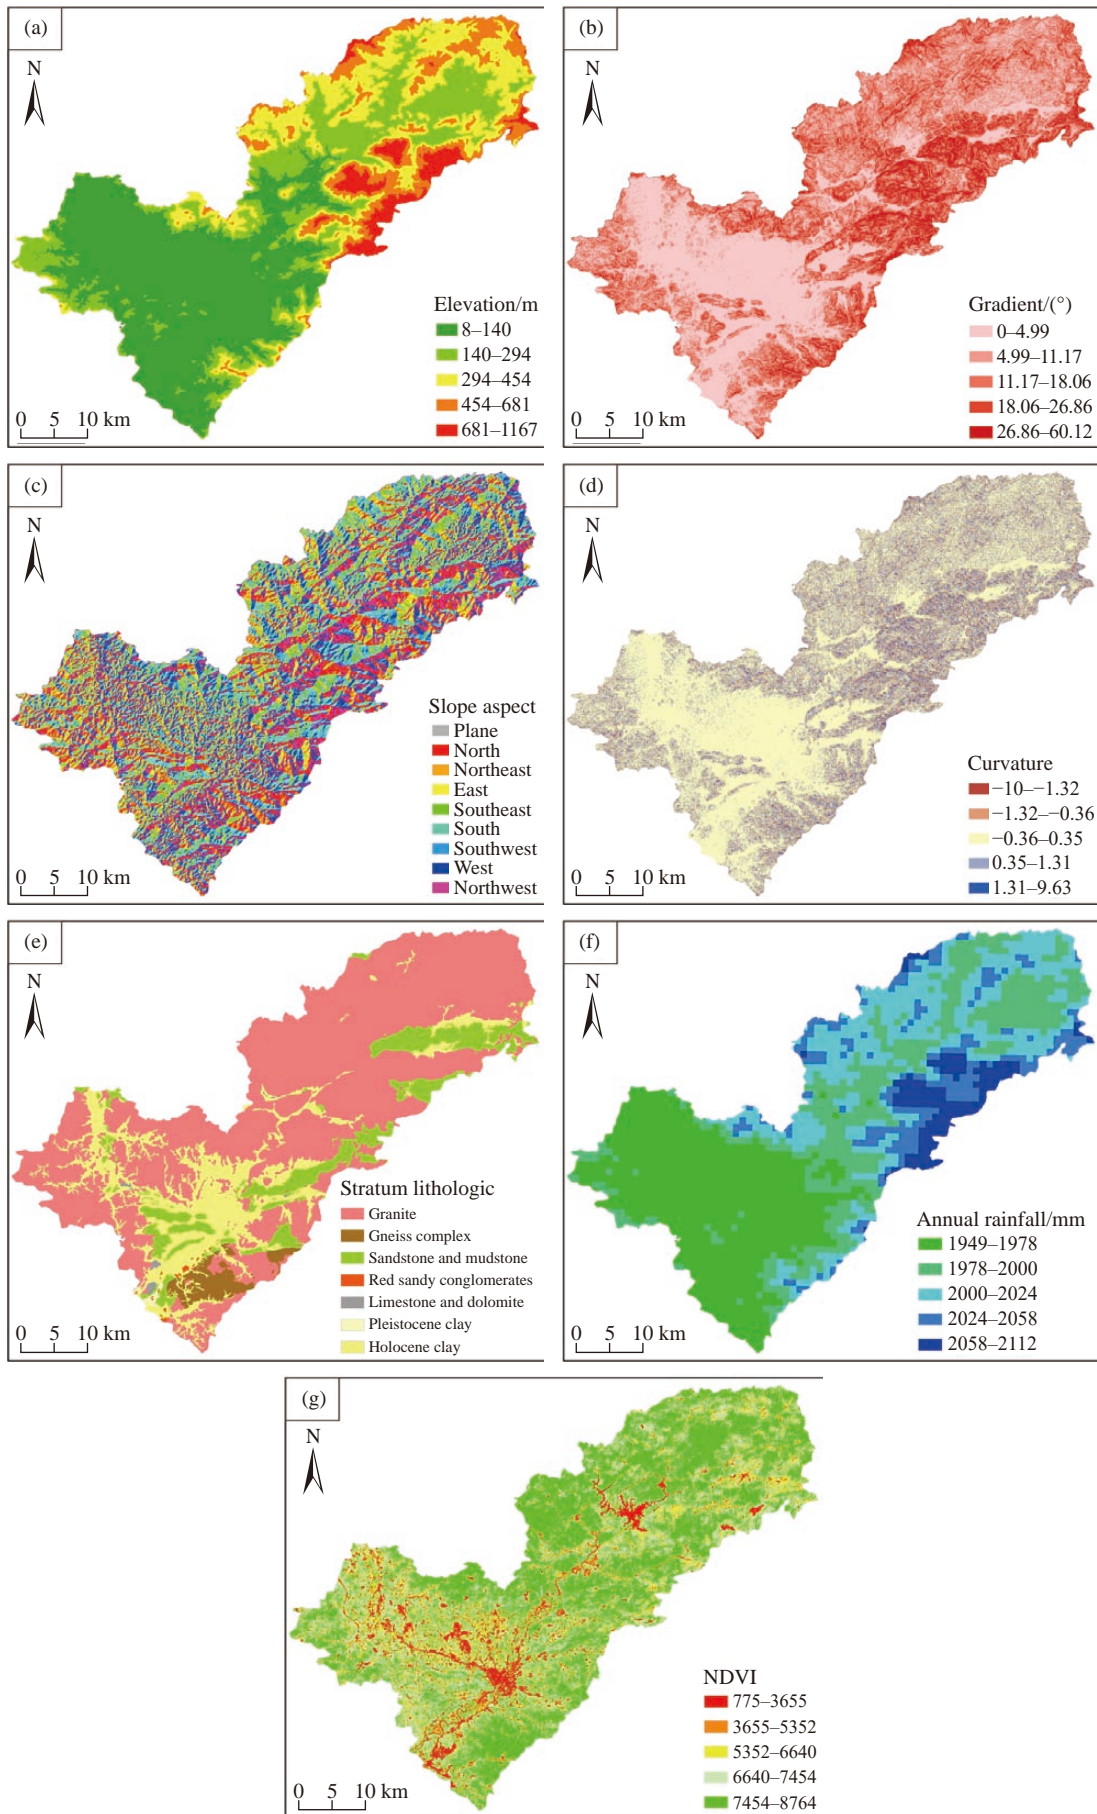 (a)
N
Elevation/m
8–140
140–294
294–454
454–681
681–1167
0 5 10 km
(b)
N
Gradient/(°)
0–4.99
4.99–11.17
11.17–18.06
18.06–26.86
26.86–60.12
0 5 10 km
(c)
N
Slope aspect
Plane
North
Northeast
East
Southeast
South
Southwest
West
Northwest
0 5 10 km
(d)
N
Curvature
−10–−1.32
−1.32–−0.36
−0.36–0.35
0.35–1.31
1.31–9.63
0 5 10 km
(e)
N
Stratum lithologic
Granite
Gneiss complex
Sandstone and mudstone
Red sandy conglomerates
Limestone and dolomite
Pleistocene clay
Holocene clay
0 5 10 km
(f)
N
Annual rainfall/mm
1949–1978
1978–2000
2000–2024
2024–2058
2058–2112
0 5 10 km
(g)
N
NDVI
775–3655
3655–5352
5352–6640
6640–7454
7454–8764
0 5 10 km